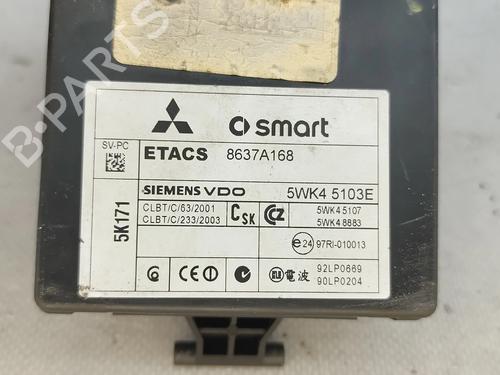 B-PARTS
smart
SV-PC
ETACS 8637A168
5K171
SIEMENS VDO 5WK4 5103E
CLBT/C/63/2001
CLBT/C/233/2003
CSK
5WK4 5107
5WK4 8883
e24 97RI-010013
CE
電波
92LP0669
90LP0204